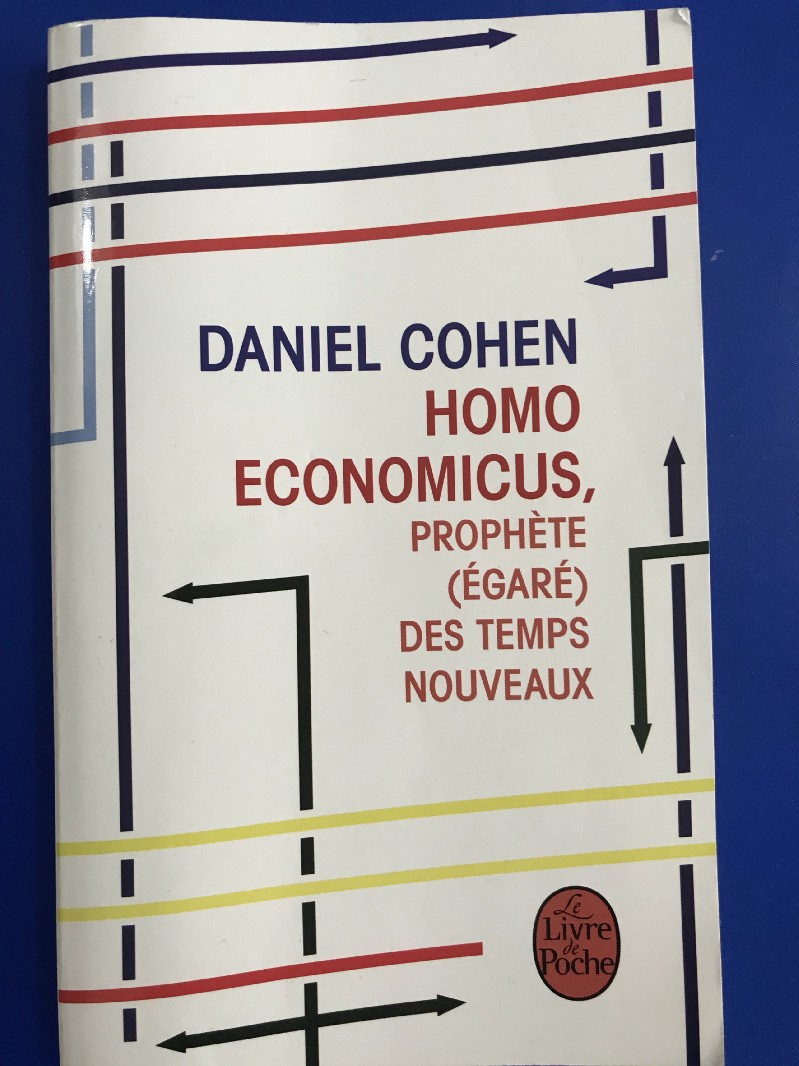 DANIEL COHEN
HOMO
ECONOMICUS,
PROPHÈTE
(ÉGARÉ)
DES TEMPS
NOUVEAUX
Le
Livre
de
Poche